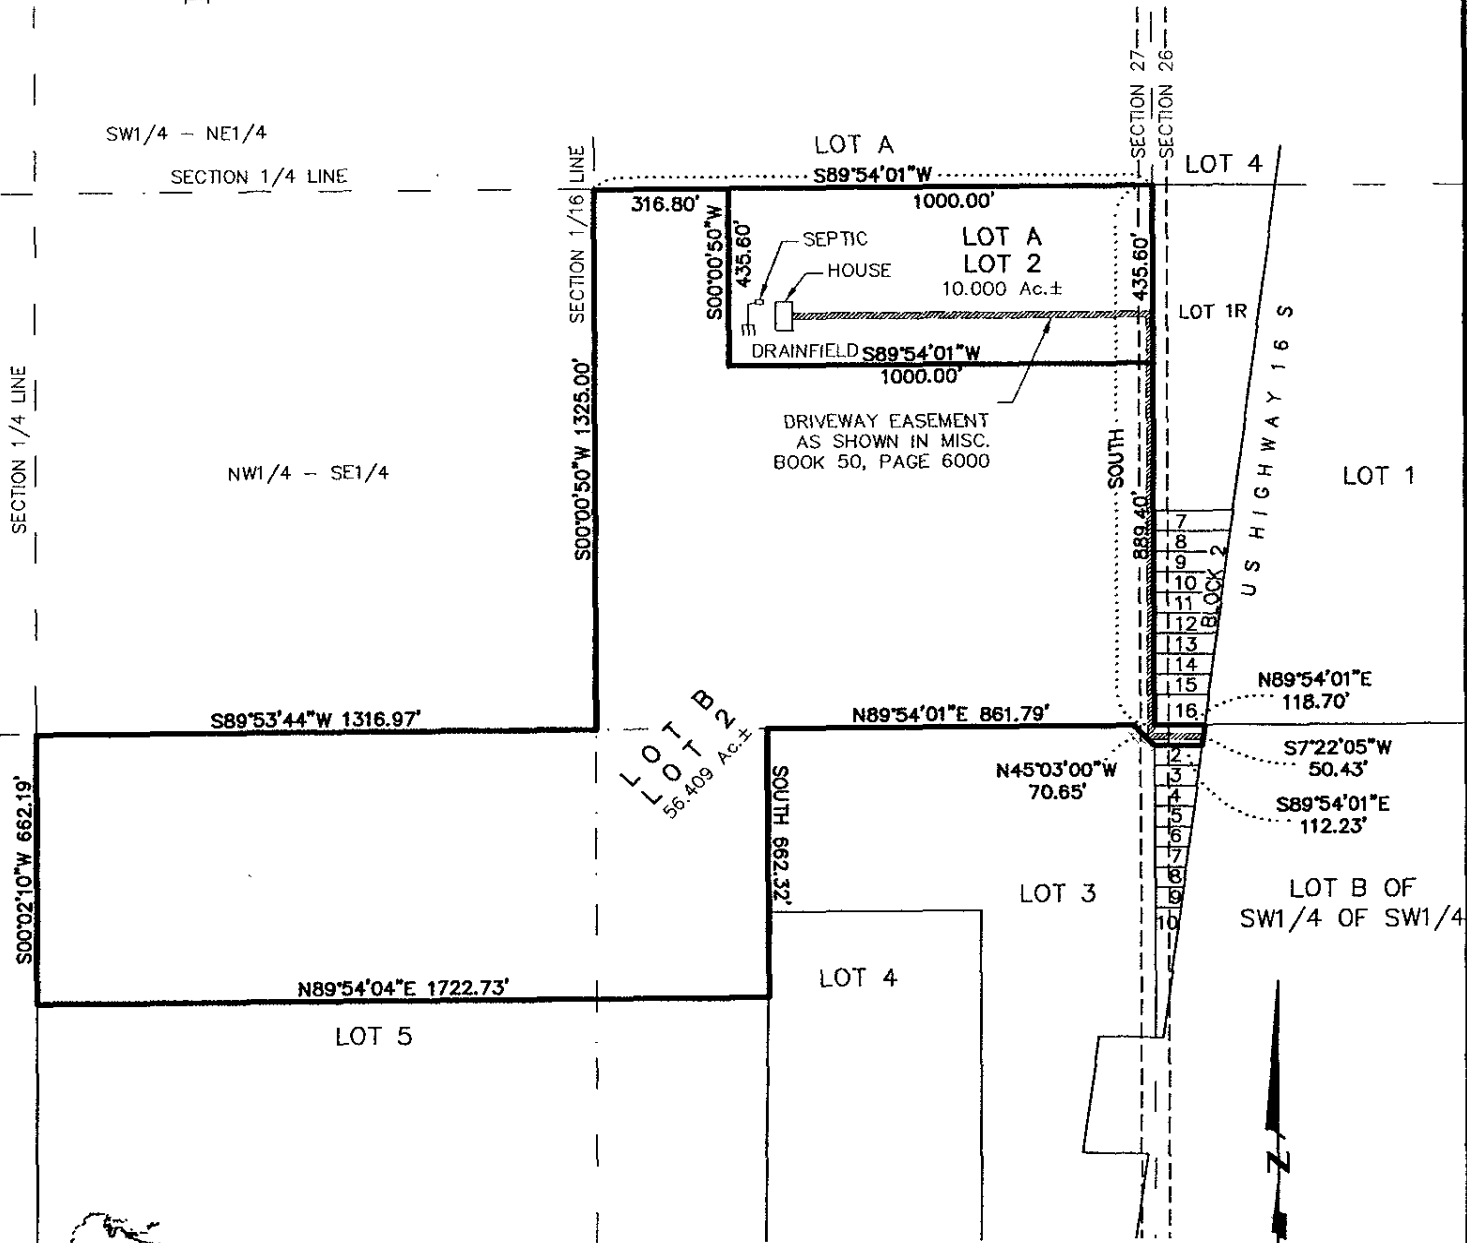 SECTION 27
SECTION 26
SW1/4 - NE1/4
SECTION 1/4 LINE
SECTION 1/16 LINE
LOT A
S89°54'01"W
LOT 4
316.80'
1000.00'
S00°00'50"W
435.60'
SEPTIC
HOUSE
LOT A
LOT 2
10.000 Ac.±
435.60'
LOT 1R
DRAINFIELD
S89°54'01"W
1000.00'
DRIVEWAY EASEMENT
AS SHOWN IN MISC.
BOOK 50, PAGE 6000
US HIGHWAY 16 S
SECTION 1/4 LINE
NW1/4 - SE1/4
S00°00'50"W 1325.00'
SOUTH
889.40'
LOT 1
7
8
9
10
11
12
13
14
15
16
BLOCK 2
N89°54'01"E
118.70'
S89°53'44"W 1316.97'
LOT B
LOT 2
56.409 Ac.±
N89°54'01"E 861.79'
S7°22'05"W
50.43'
N45°03'00"W
70.65'
S89°54'01"E
112.23'
2
3
4
5
6
7
8
9
10
S00°02'10"W 662.19'
SOUTH 662.32'
LOT 3
LOT B OF
SW1/4 OF SW1/4
N89°54'04"E 1722.73'
LOT 4
LOT 5
N